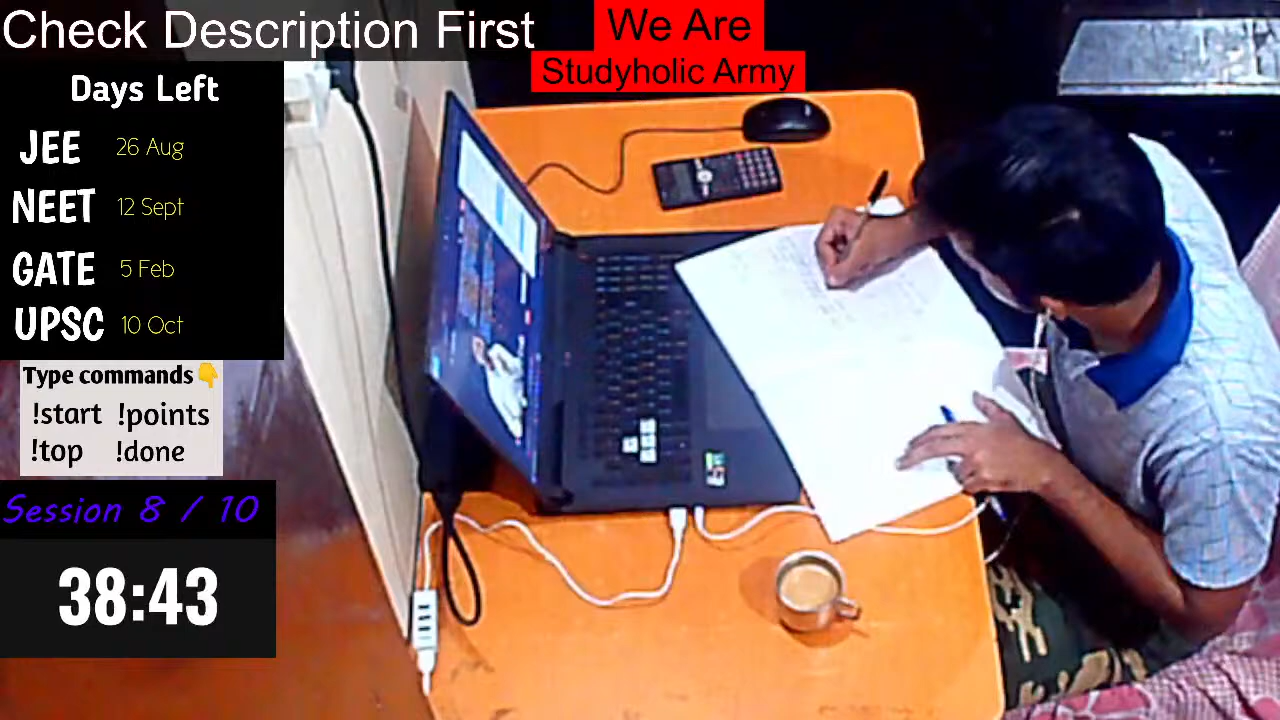 Check Description First
We Are
Studyholic Army
Days Left
JEE 26 Aug
NEET 12 Sept
GATE 5 Feb
UPSC 10 Oct
Type commands👇
!start !points
!top !done
Session 8 / 10
38:43